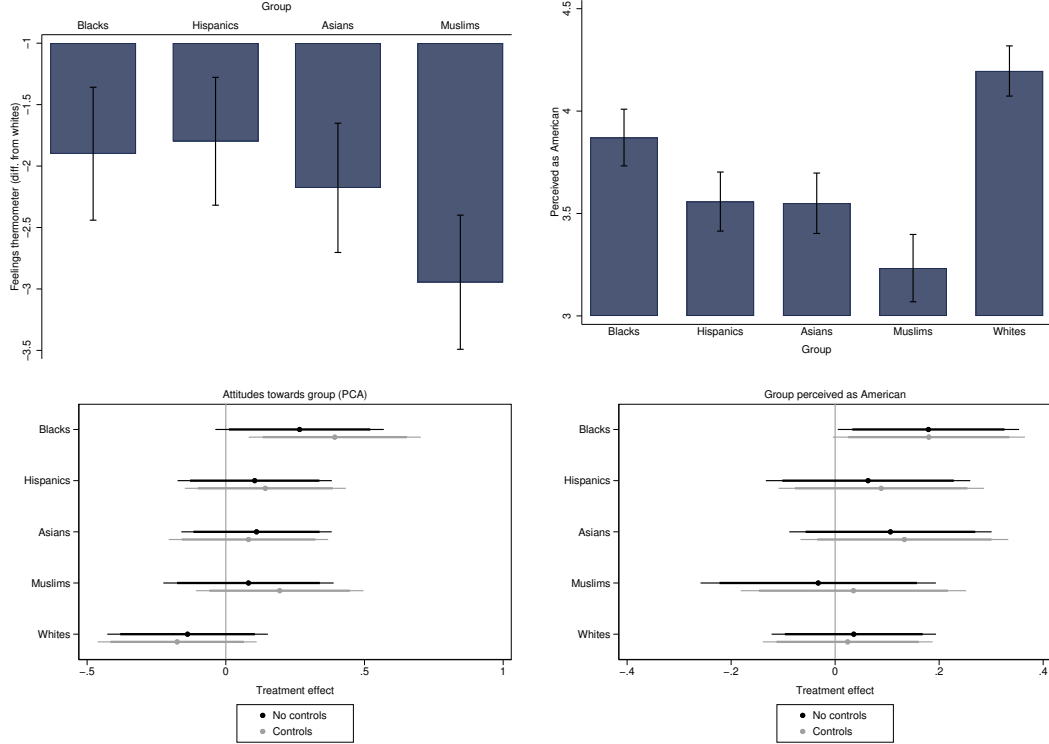 Group
Blacks Hispanics Asians Muslims
Feelings thermometer (diff. from whites)
-1
-1.5
-2
-2.5
-3
-3.5
Perceived as American
4.5
4
3.5
3
Blacks Hispanics Asians Muslims Whites
Group
Attitudes towards group (PCA)
Blacks
Hispanics
Asians
Muslims
Whites
-.5 0 .5 1
Treatment effect
No controls
Controls
Group perceived as American
Blacks
Hispanics
Asians
Muslims
Whites
-.4 -.2 0 .2 .4
Treatment effect
No controls
Controls